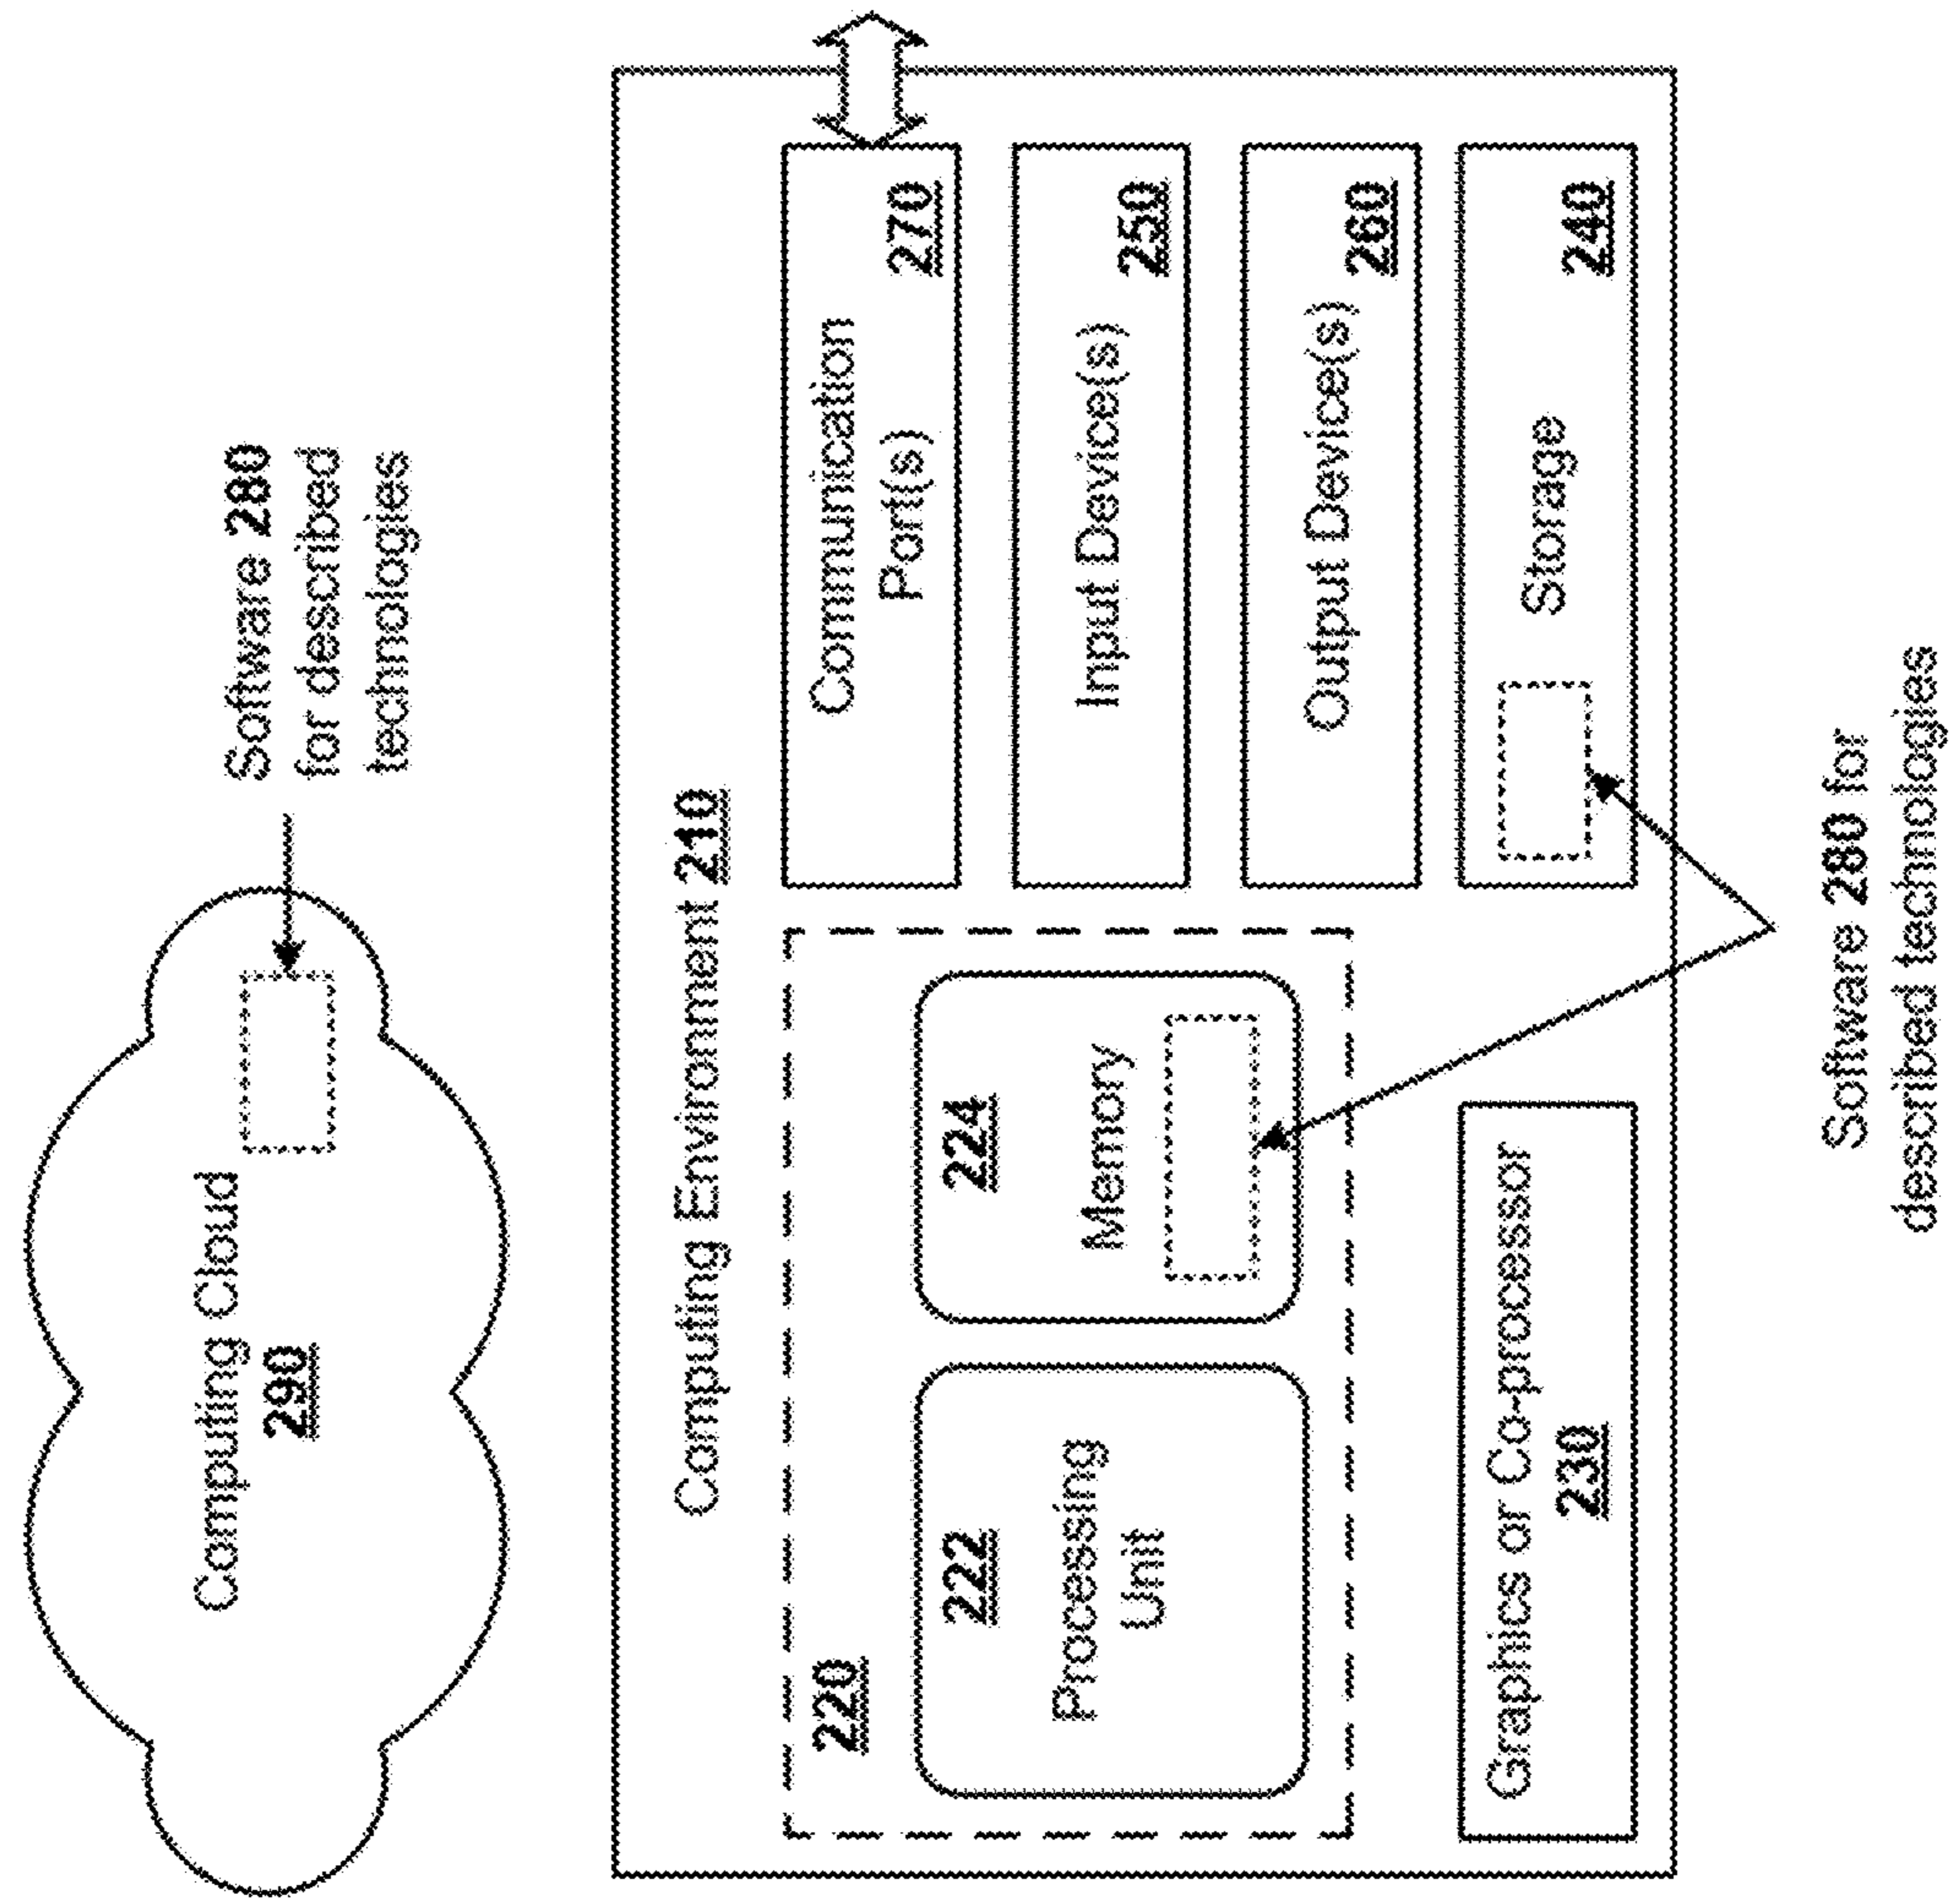 Computing Cloud
290
Software 280
for described
technologies
Computing Environment 210
220
222
Processing
Unit
224
Memory
Communication
Port(s)
270
Input Device(s)
250
Output Device(s)
260
Graphics or Co-processor
230
Storage
240
Software 280 for
described technologies